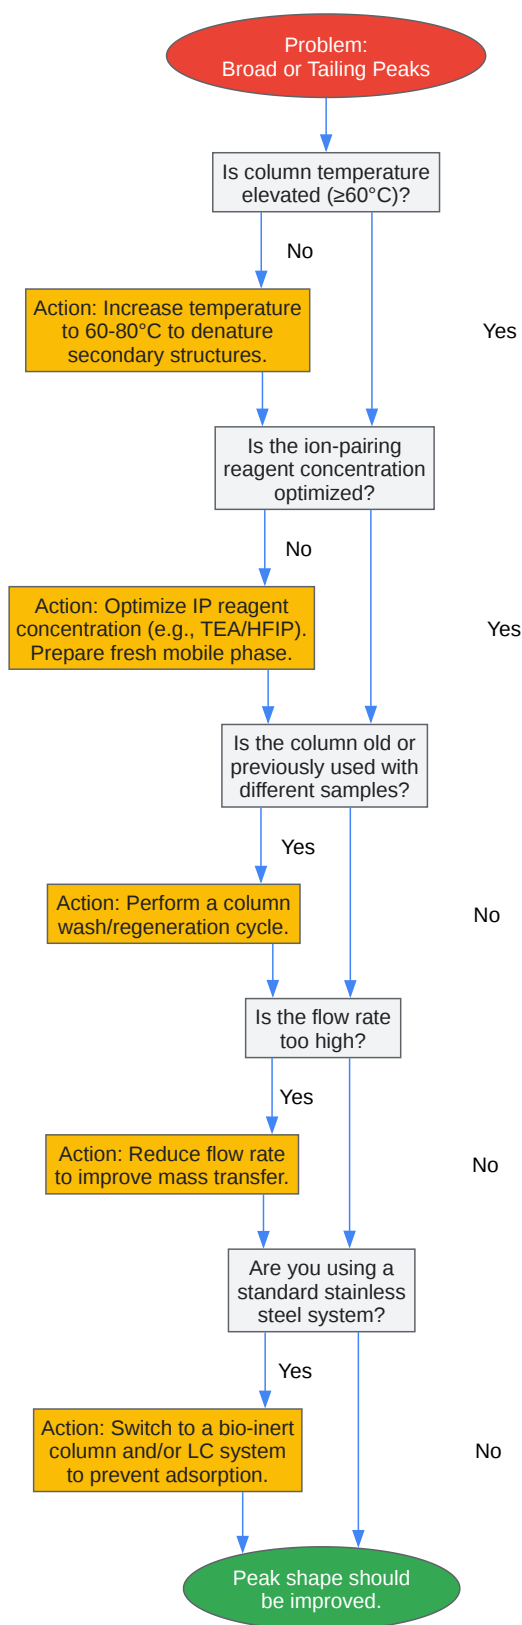 Problem:
Broad or Tailing Peaks
Is column temperature
elevated (≥60°C)?
No
Action: Increase temperature
to 60-80°C to denature
secondary structures.
Yes
Is the ion-pairing
reagent concentration
optimized?
No
Action: Optimize IP reagent
concentration (e.g., TEA/HFIP).
Prepare fresh mobile phase.
Yes
Is the column old or
previously used with
different samples?
Yes
Action: Perform a column
wash/regeneration cycle.
No
Is the flow rate
too high?
Yes
Action: Reduce flow rate
to improve mass transfer.
No
Are you using a
standard stainless
steel system?
Yes
Action: Switch to a bio-inert
column and/or LC system
to prevent adsorption.
No
Peak shape should
be improved.